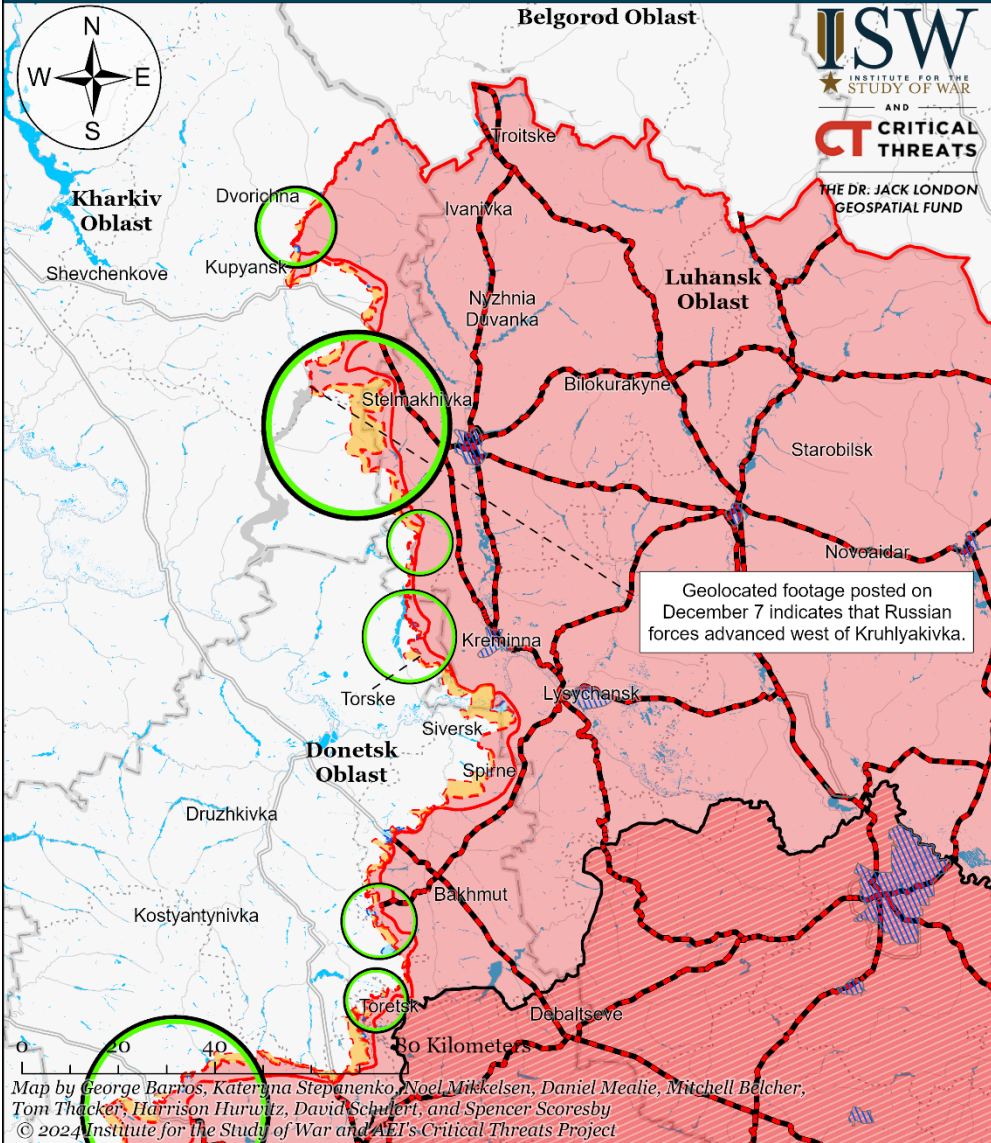 Belgorod Oblast
N
W E
S
ISW
INSTITUTE FOR THE
STUDY OF WAR
AND
CT CRITICAL
THREATS
THE DR. JACK LONDON
GEOSPATIAL FUND
Troitske
Dvorichna
Kharkiv
Oblast
Ivanivka
Shevchenkove
Kupyansk
Luhansk
Oblast
Nyzhnia
Duvanka
Bilokurakyne
Stelmakhivka
Starobilsk
Novoaidar
Geolocated footage posted on
December 7 indicates that Russian
forces advanced west of Kruhlyakivka.
Kreminna
Torske
Lysychansk
Siversk
Donetsk
Oblast
Spirne
Druzhkivka
Bakhmut
Kostyantynivka
Toretsk
Debaltseve
0 20 40 80 Kilometers
Map by George Barros, Kateryna Stepanenko, Noel Mikkelsen, Daniel Mealie, Mitchell Belcher,
Tom Thacker, Harrison Hurwitz, David Schulert, and Spencer Scoresby
© 2024 Institute for the Study of War and AEI's Critical Threats Project